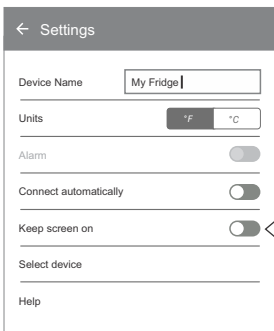 Settings
Device Name My Fridge
Units °F °C
Alarm
Connect automatically
Keep screen on
Select device
Help